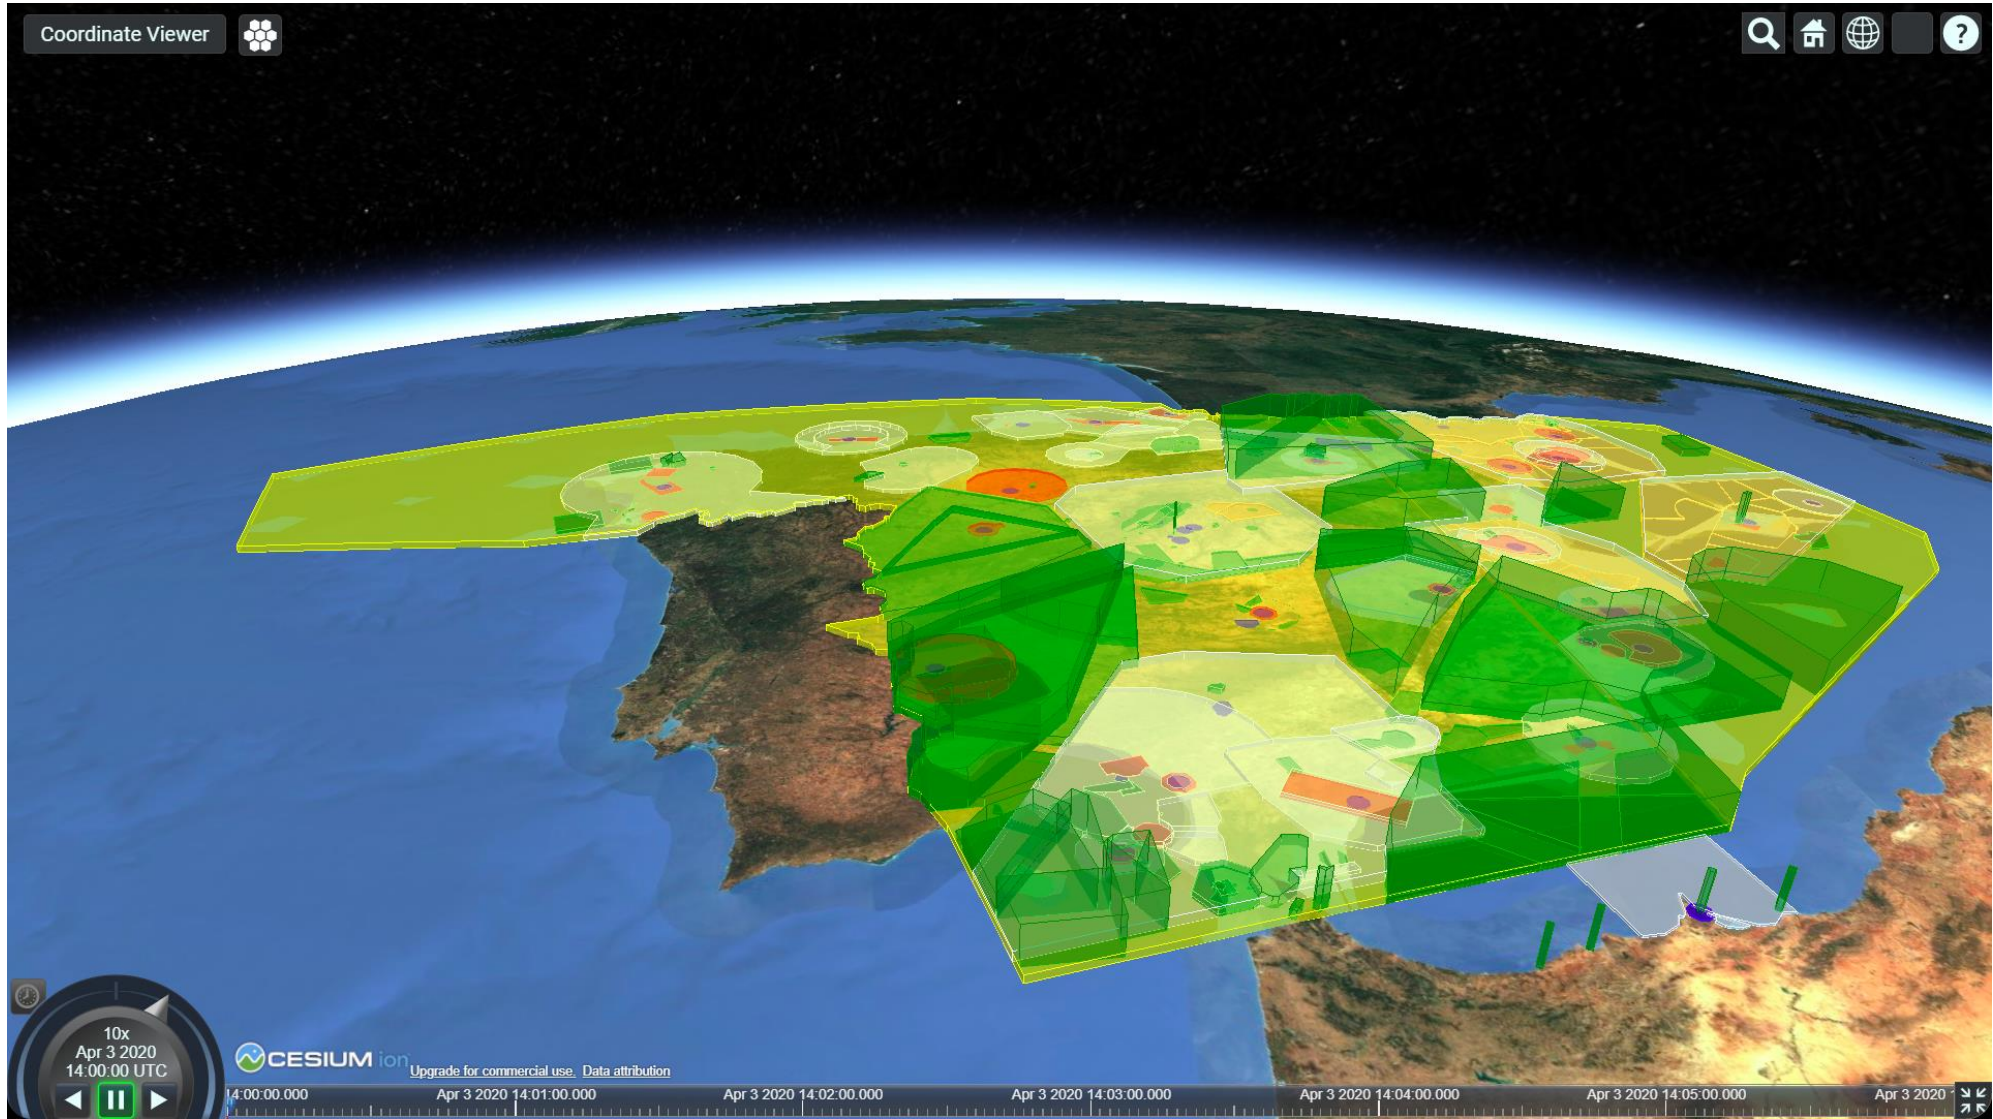 Coordinate Viewer
?
10x
Apr 3 2020
14:00:00 UTC
CESIUM ion
Upgrade for commercial use. Data attribution
14:00:00.000
Apr 3 2020 14:01:00.000
Apr 3 2020 14:02:00.000
Apr 3 2020 14:03:00.000
Apr 3 2020 14:04:00.000
Apr 3 2020 14:05:00.000
Apr 3 2020